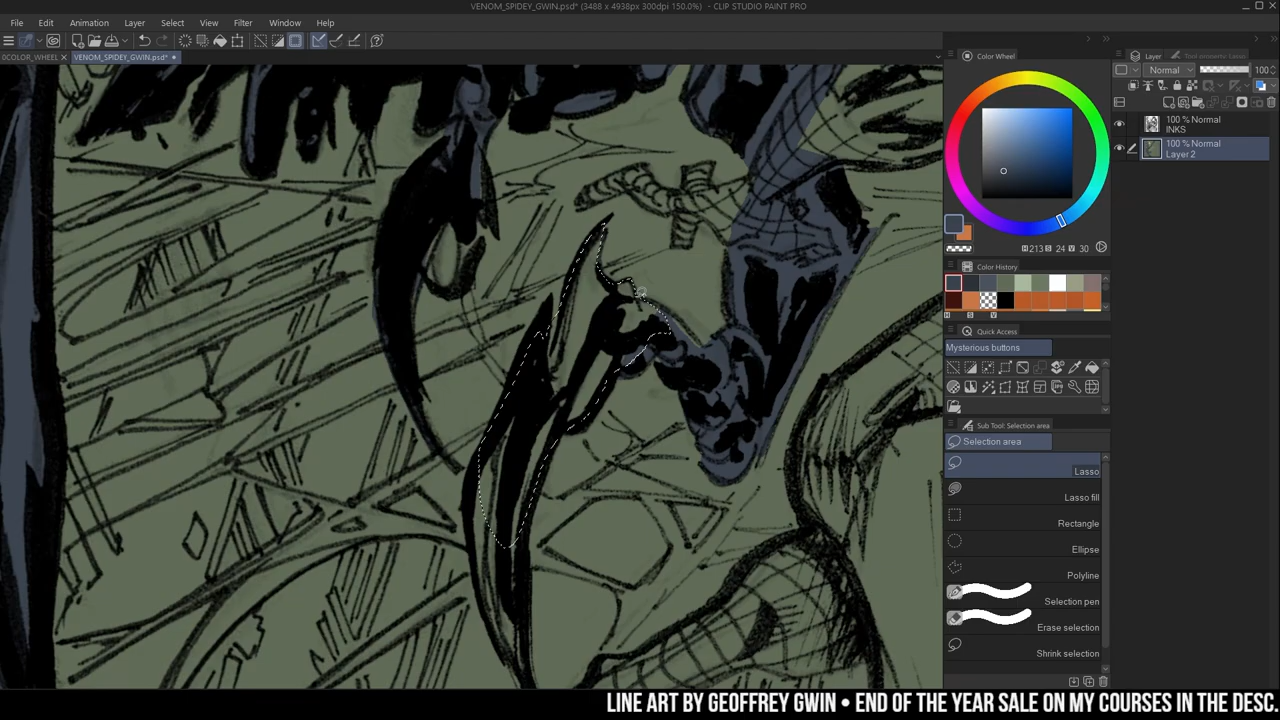 VENOM_SPIDEY_GWIN.psd* (3488 x 4938px 300dpi 150.0%) - CLIP STUDIO PAINT PRO
File Edit Animation Layer Select View Filter Window Help
0COLOR_WHEEL VENOM_SPIDEY_GWIN.psd*
Color Wheel
H 213 S 24 V 30
Color History
H S V
Quick Access
Mysterious buttons
Sub Tool: Selection area
Selection area
Lasso
Lasso fill
Rectangle
Ellipse
Polyline
Selection pen
Erase selection
Shrink selection
Layer Tool property
Normal 100
100 % Normal
INKS
100 % Normal
Layer 2
LINE ART BY GEOFFREY GWIN • END OF THE YEAR SALE ON MY COURSES IN THE DESC.